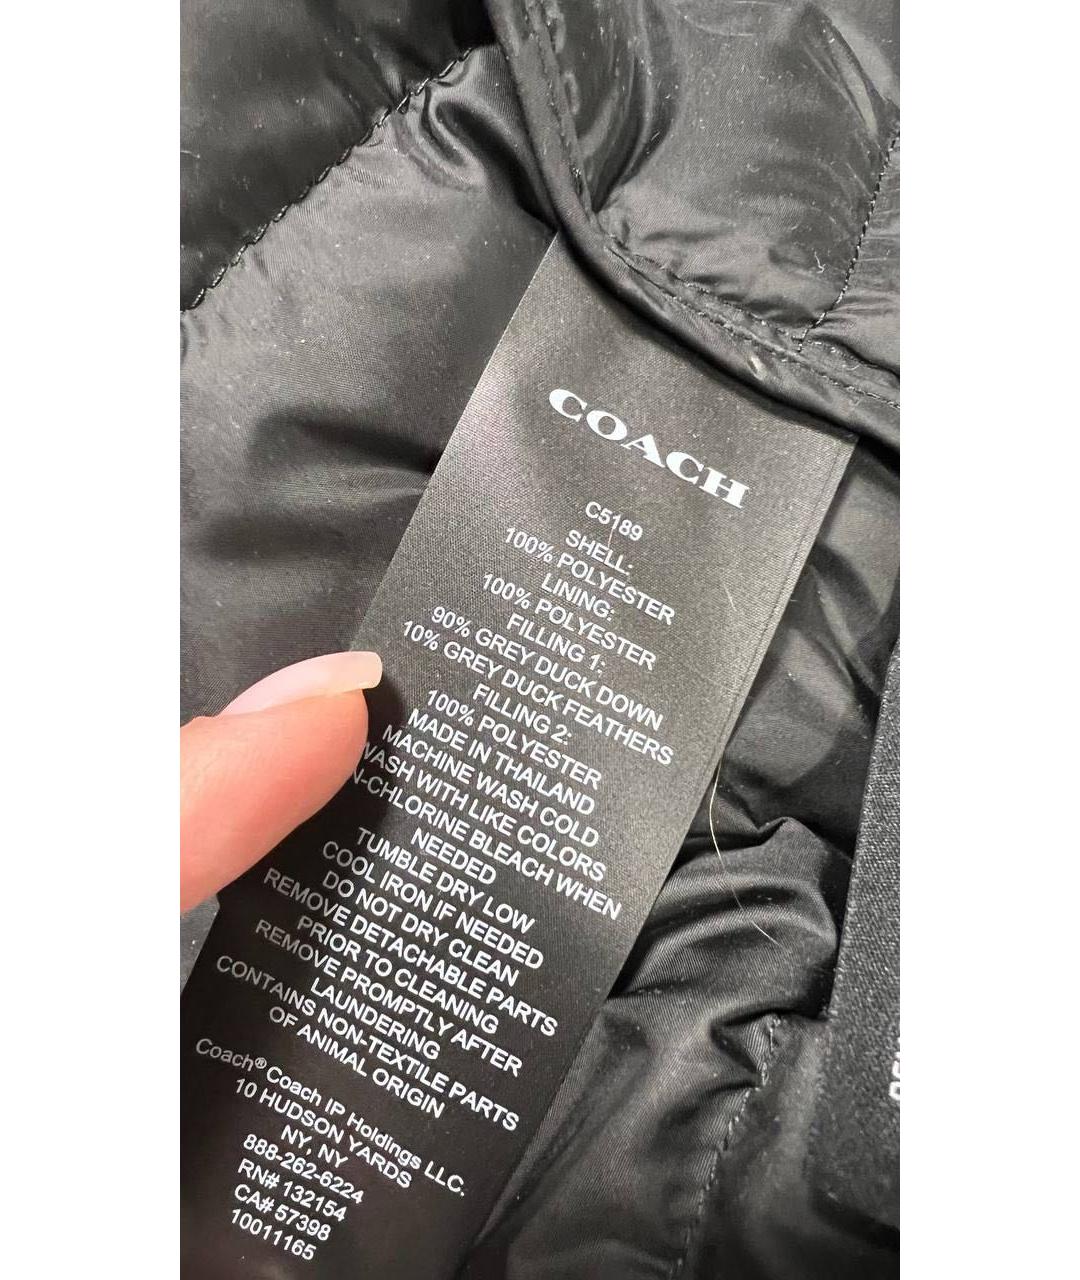 COACH
C5189
SHELL:
100% POLYESTER
LINING:
100% POLYESTER
FILLING 1:
90% GREY DUCK DOWN
10% GREY DUCK FEATHERS
FILLING 2:
100% POLYESTER
MADE IN THAILAND
MACHINE WASH COLD
WASH WITH LIKE COLORS
N-CHLORINE BLEACH WHEN
NEEDED
TUMBLE DRY LOW
COOL IRON IF NEEDED
DO NOT DRY CLEAN
REMOVE DETACHABLE PARTS
PRIOR TO CLEANING
REMOVE PROMPTLY AFTER
LAUNDERING
CONTAINS NON-TEXTILE PARTS
OF ANIMAL ORIGIN
Coach® Coach IP Holdings LLC.
10 HUDSON YARDS
NY, NY
888-262-6224
RN# 132154
CA# 57398
10011165